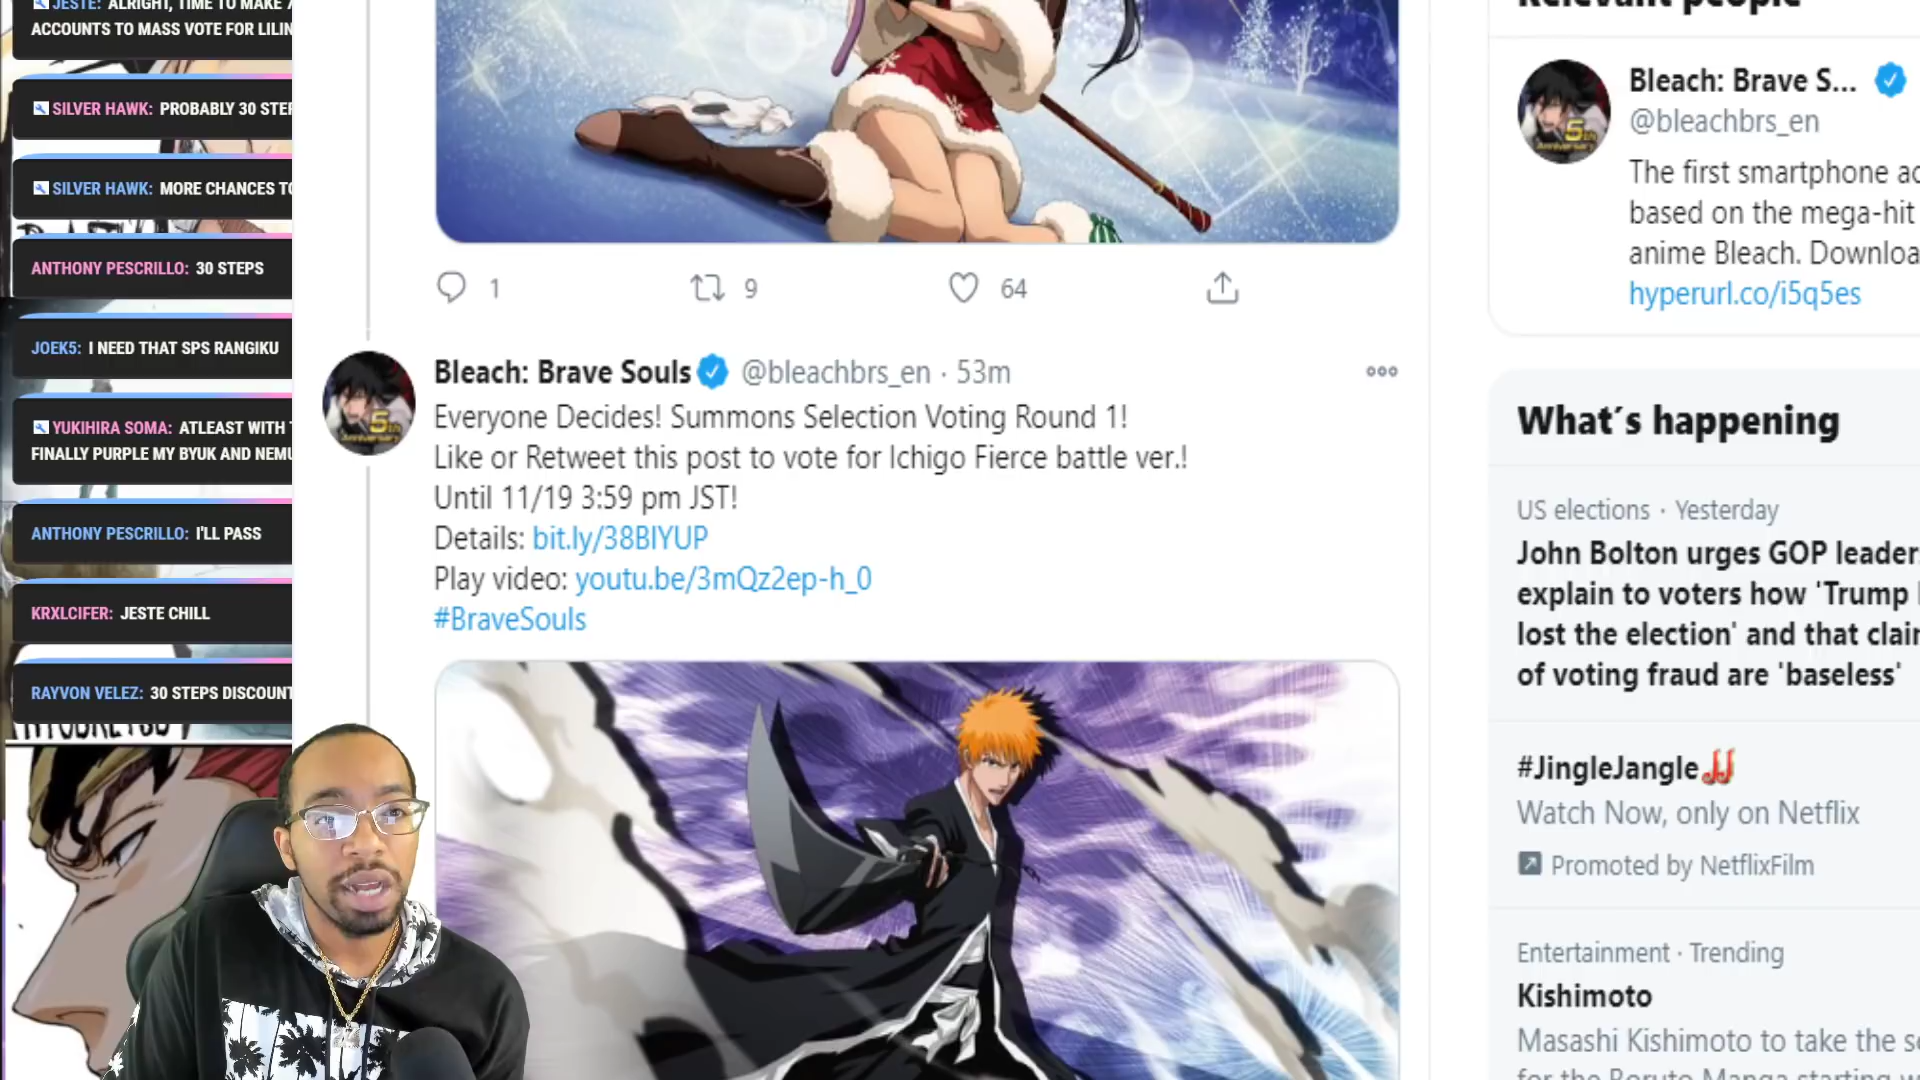 JESTE: ALRIGHT, TIME TO MAKE
ACCOUNTS TO MASS VOTE FOR LILIN
SILVER HAWK: PROBABLY 30 STEP
SILVER HAWK: MORE CHANCES TO
ANTHONY PESCRILLO: 30 STEPS
JOEK5: I NEED THAT SPS RANGIKU
YUKIHIRA SOMA: ATLEAST WITH
FINALLY PURPLE MY BYUK AND NEMU
ANTHONY PESCRILLO: I'LL PASS
KRXLCIFER: JESTE CHILL
RAYVON VELEZ: 30 STEPS DISCOUNT
1 9 64
Bleach: Brave Souls @bleachbrs_en · 53m
Everyone Decides! Summons Selection Voting Round 1!
Like or Retweet this post to vote for Ichigo Fierce battle ver.!
Until 11/19 3:59 pm JST!
Details: bit.ly/38BIYUP
Play video: youtu.be/3mQz2ep-h_0
#BraveSouls
5th
Anniversary
Relevant people
Bleach: Brave S...
@bleachbrs_en
The first smartphone ac
based on the mega-hit
anime Bleach. Downloa
hyperurl.co/i5q5es
5th
Anniversary
What's happening
US elections · Yesterday
John Bolton urges GOP leader
explain to voters how 'Trump
lost the election' and that clai
of voting fraud are 'baseless'
#JingleJangle
Watch Now, only on Netflix
Promoted by NetflixFilm
Entertainment · Trending
Kishimoto
Masashi Kishimoto to take the s
for the Boruto Manga starting w